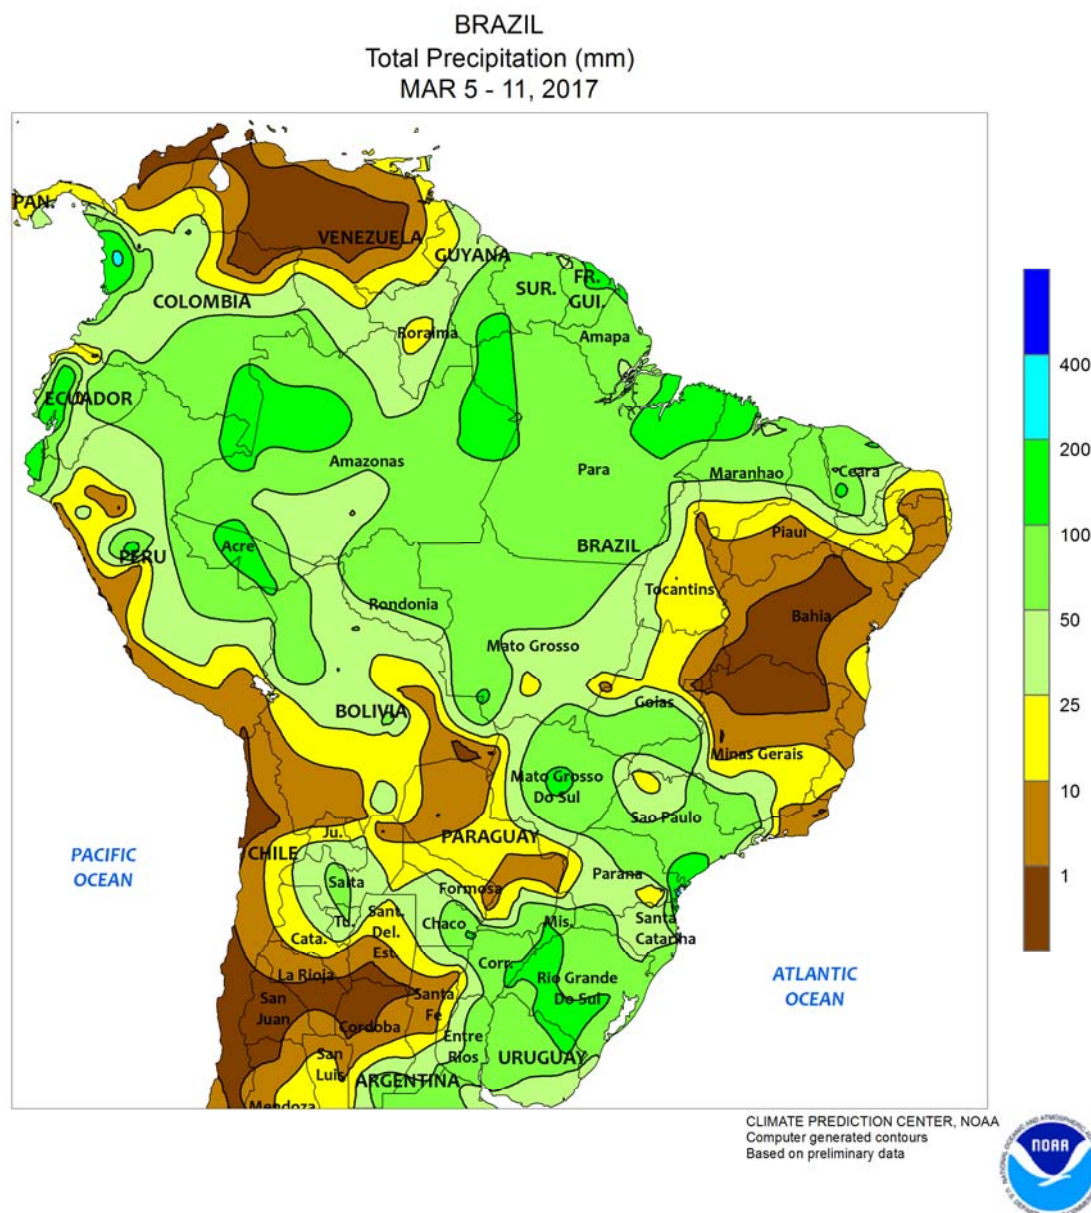 BRAZIL
Total Precipitation (mm)
MAR 5 - 11, 2017
PAN.
VENEZUELA
GUYANA
COLOMBIA
SUR.
FR.
GUI.
Roraima
Amapa
ECUADOR
Amazonas
Para
Maranhao
Ceara
PERU
Acre
BRAZIL
Piaui
Tocantins
Rondonia
Bahia
Mato Grosso
BOLIVIA
Goias
Minas Gerais
Mato Grosso
Do Sul
Sao Paulo
Ju.
PARAGUAY
CHILE
PACIFIC
OCEAN
Salta
Formosa
Parana
Tu.
Sant.
Del.
Est.
Chaco
Mis.
Santa
Catarina
Cata.
La Rioja
Corr.
Rio Grande
Do Sul
ATLANTIC
OCEAN
San
Juan
Santa
Fe
Cordoba
Entre
Rios
URUGUAY
San
Luis
ARGENTINA
Mendoza
400
200
100
50
25
10
1
CLIMATE PREDICTION CENTER, NOAA
Computer generated contours
Based on preliminary data
NOAA